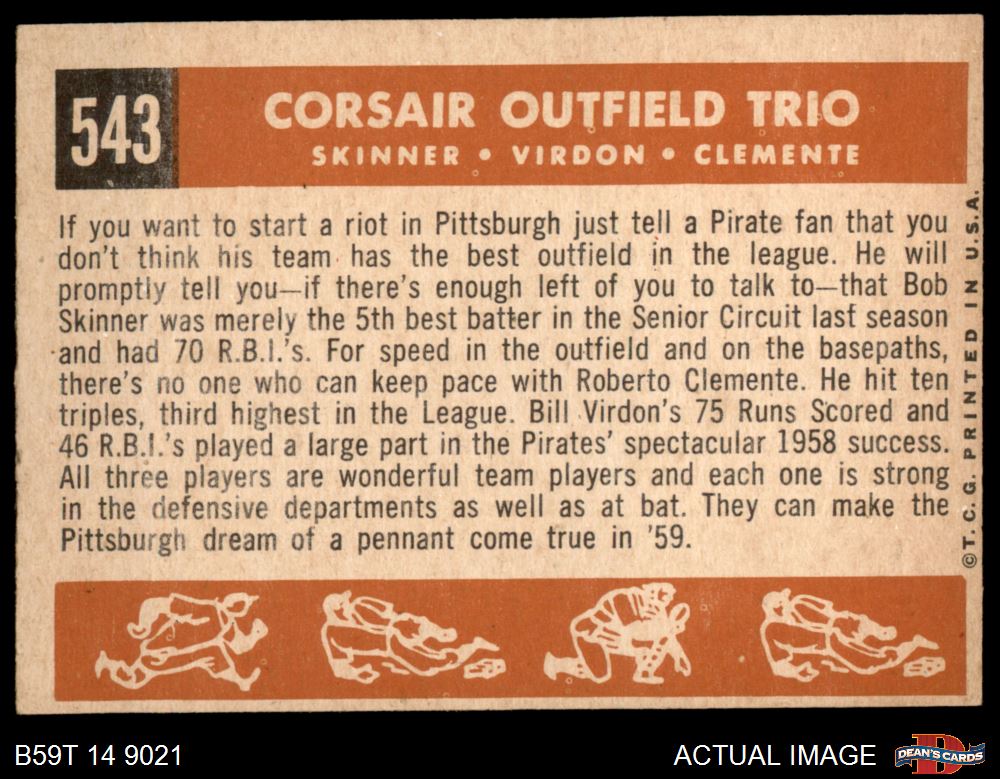 543
CORSAIR OUTFIELD TRIO
SKINNER • VIRDON • CLEMENTE
If you want to start a riot in Pittsburgh just tell a Pirate fan that you
don't think his team has the best outfield in the league. He will
promptly tell you—if there's enough left of you to talk to—that Bob
Skinner was merely the 5th best batter in the Senior Circuit last season
and had 70 R.B.I.'s. For speed in the outfield and on the basepaths,
there's no one who can keep pace with Roberto Clemente. He hit ten
triples, third highest in the League. Bill Virdon's 75 Runs Scored and
46 R.B.I.'s played a large part in the Pirates' spectacular 1958 success.
All three players are wonderful team players and each one is strong
in the defensive departments as well as at bat. They can make the
Pittsburgh dream of a pennant come true in '59.
©T.C.G. PRINTED IN U.S.A.
B59T 14 9021
ACTUAL IMAGE
DEAN'S CARDS